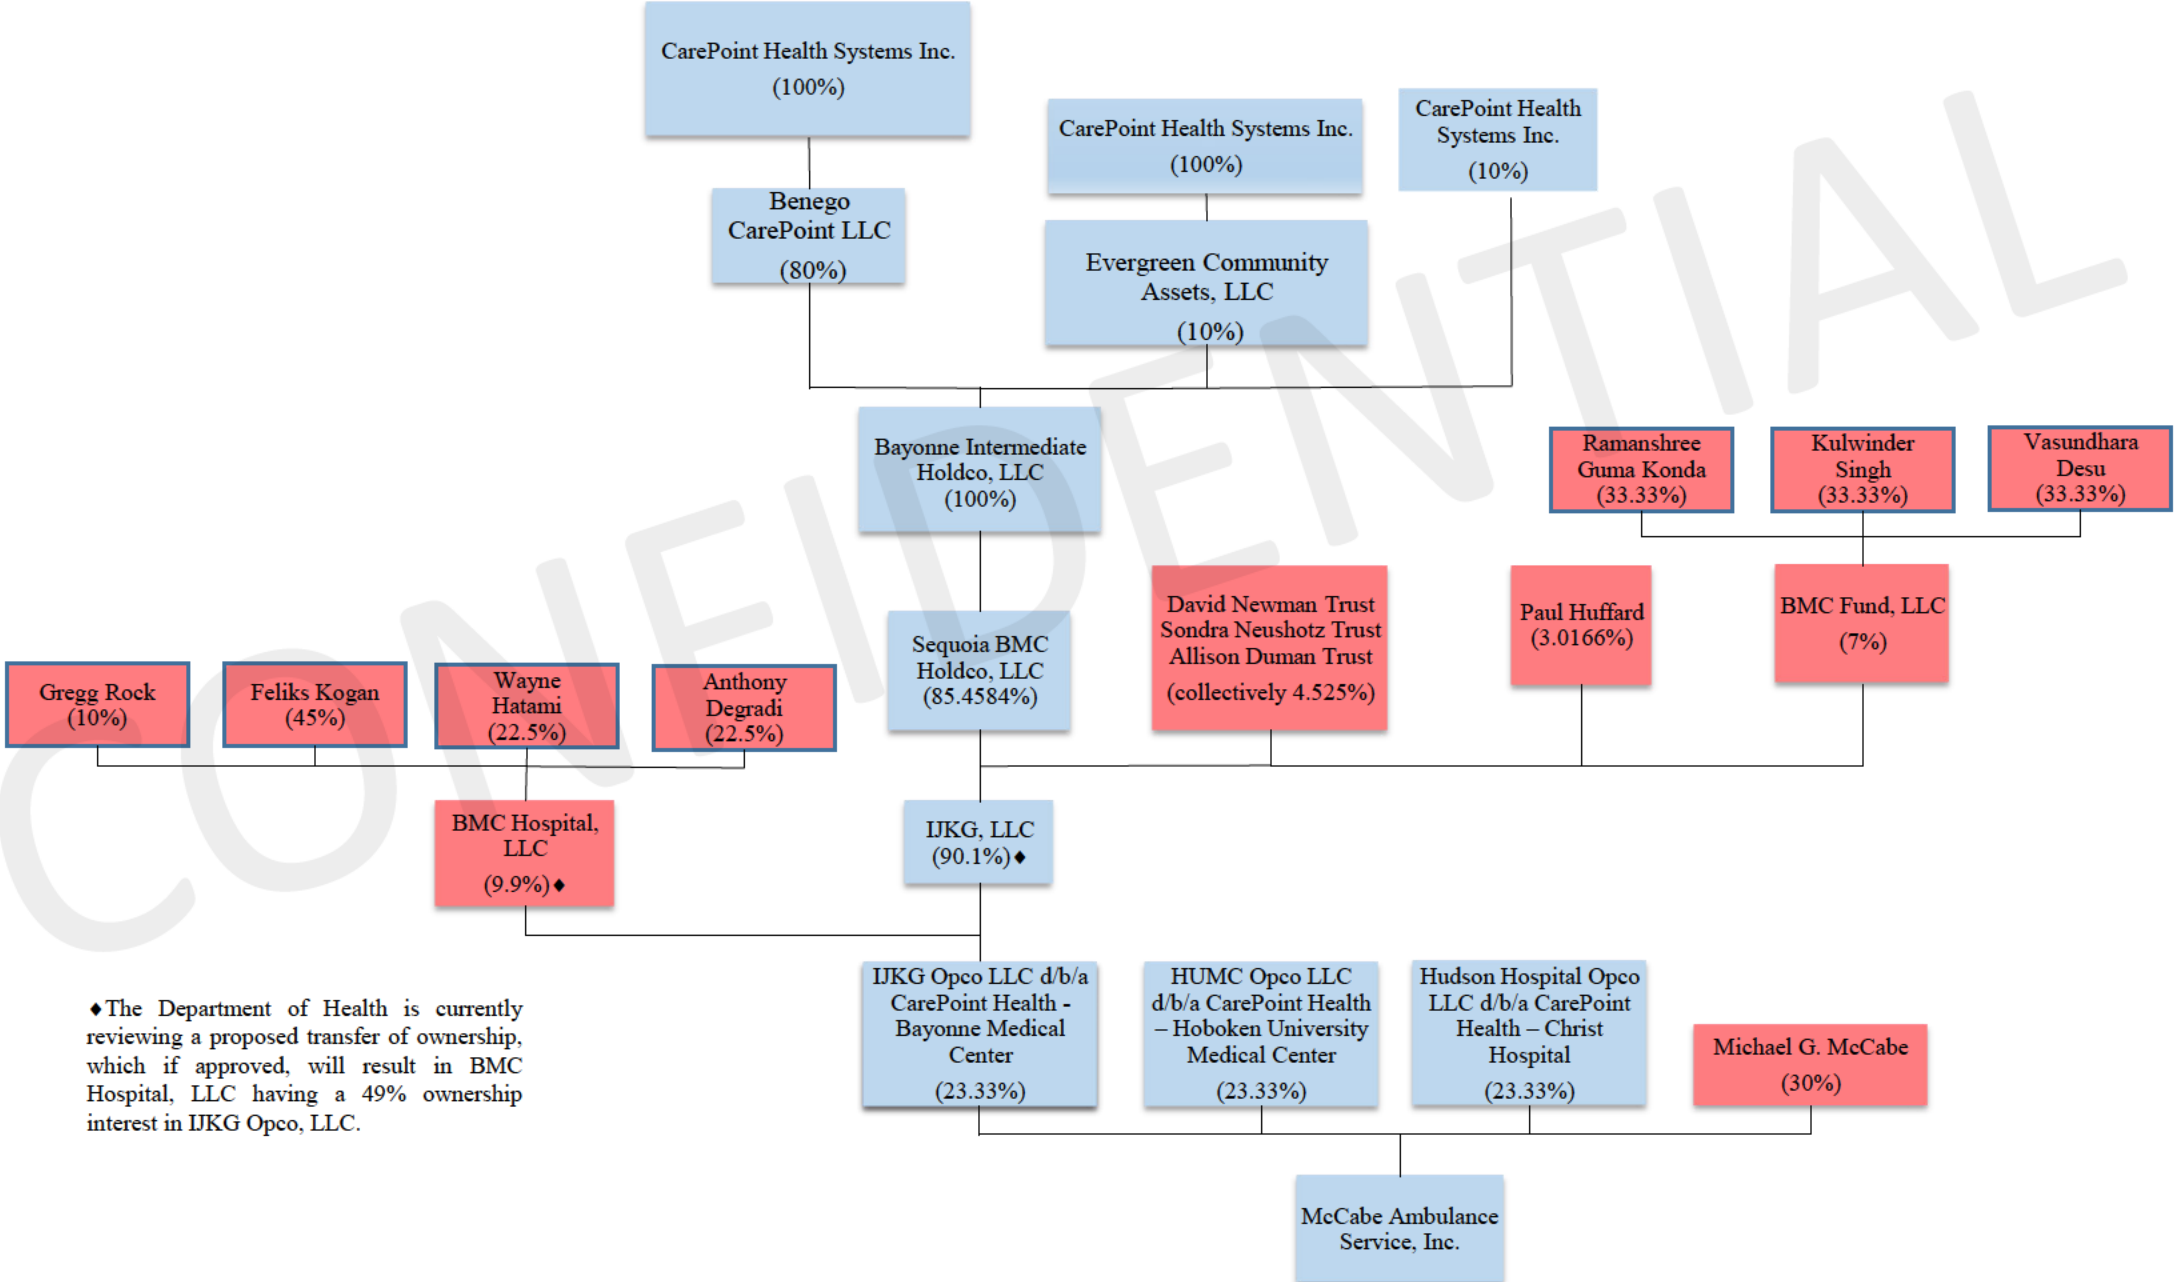 CarePoint Health Systems Inc.
(100%)
CarePoint Health Systems Inc.
(100%)
CarePoint Health
Systems Inc.
(10%)
Benego
CarePoint LLC
(80%)
Evergreen Community
Assets, LLC
(10%)
Bayonne Intermediate
Holdco, LLC
(100%)
Ramanshree
Guma Konda
(33.33%)
Kulwinder
Singh
(33.33%)
Vasundhara
Desu
(33.33%)
Sequoia BMC
Holdco, LLC
(85.4584%)
David Newman Trust
Sondra Neushotz Trust
Allison Duman Trust
(collectively 4.525%)
Paul Huffard
(3.0166%)
BMC Fund, LLC
(7%)
Gregg Rock
(10%)
Feliks Kogan
(45%)
Wayne
Hatami
(22.5%)
Anthony
Degradi
(22.5%)
BMC Hospital,
LLC
(9.9%)♦
IJKG, LLC
(90.1%)♦
IJKG Opco LLC d/b/a
CarePoint Health -
Bayonne Medical
Center
(23.33%)
HUMC Opco LLC
d/b/a CarePoint Health
– Hoboken University
Medical Center
(23.33%)
Hudson Hospital Opco
LLC d/b/a CarePoint
Health – Christ
Hospital
(23.33%)
Michael G. McCabe
(30%)
♦The Department of Health is currently
reviewing a proposed transfer of ownership,
which if approved, will result in BMC
Hospital, LLC having a 49% ownership
interest in IJKG Opco, LLC.
McCabe Ambulance
Service, Inc.
CONFIDENTIAL